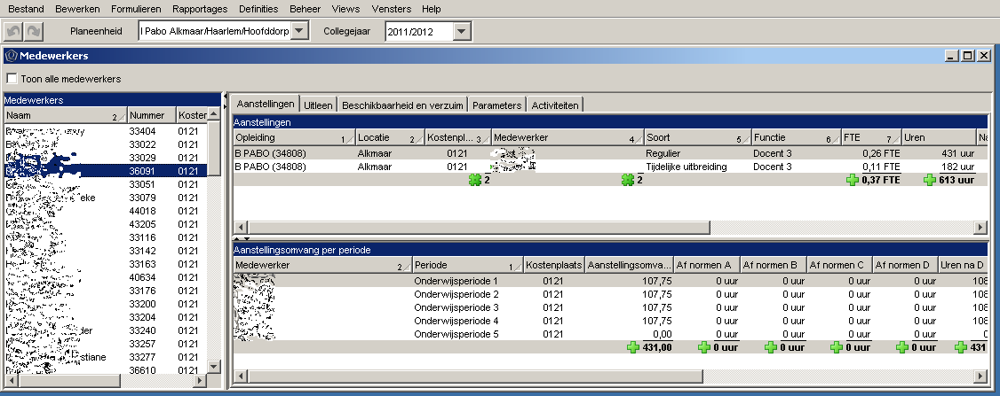 Bestand Bewerken Formulieren Rapportages Definities Beheer Views Vensters Help
Planeenheid l Pabo Alkmaar/Haarlem/Hoofddorp Collegejaar 2011/2012
Medewerkers
Toon alle medewerkers
Medewerkers
Naam 2 Nummer Koster
33404 0121
33022 0121
33029 0121
36091 0121
33051 0121
eke 33079 0121
44018 0121
43205 0121
33116 0121
33142 0121
33163 0121
40634 0121
33176 0121
33200 0121
33204 0121
der 33240 0121
33257 0121
stiane 33277 0121
36610 0121
Aanstellingen Uitleen Beschikbaarheid en verzuim Parameters Activiteiten
Aanstellingen
Opleiding 1 Locatie 2 Kostenpl... 3 Medewerker 4 Soort 5 Functie 6 FTE 7 Uren Na
B PABO (34808) Alkmaar 0121 Regulier Docent 3 0,26 FTE 431 uur
B PABO (34808) Alkmaar 0121 Tijdelijke uitbreiding Docent 3 0,11 FTE 182 uur
2 2 0,37 FTE 613 uur
Aanstellingsomvang per periode
Medewerker 2 Periode 1 Kostenplaats Aanstellingsomva... Af normen A Af normen B Af normen C Af normen D Uren na D
Onderwijsperiode 1 0121 107,75 0 uur 0 uur 0 uur 0 uur 108
Onderwijsperiode 2 0121 107,75 0 uur 0 uur 0 uur 0 uur 108
Onderwijsperiode 3 0121 107,75 0 uur 0 uur 0 uur 0 uur 108
Onderwijsperiode 4 0121 107,75 0 uur 0 uur 0 uur 0 uur 108
Onderwijsperiode 5 0121 0,00 0 uur 0 uur 0 uur 0 uur 0
431,00 0 uur 0 uur 0 uur 0 uur 431